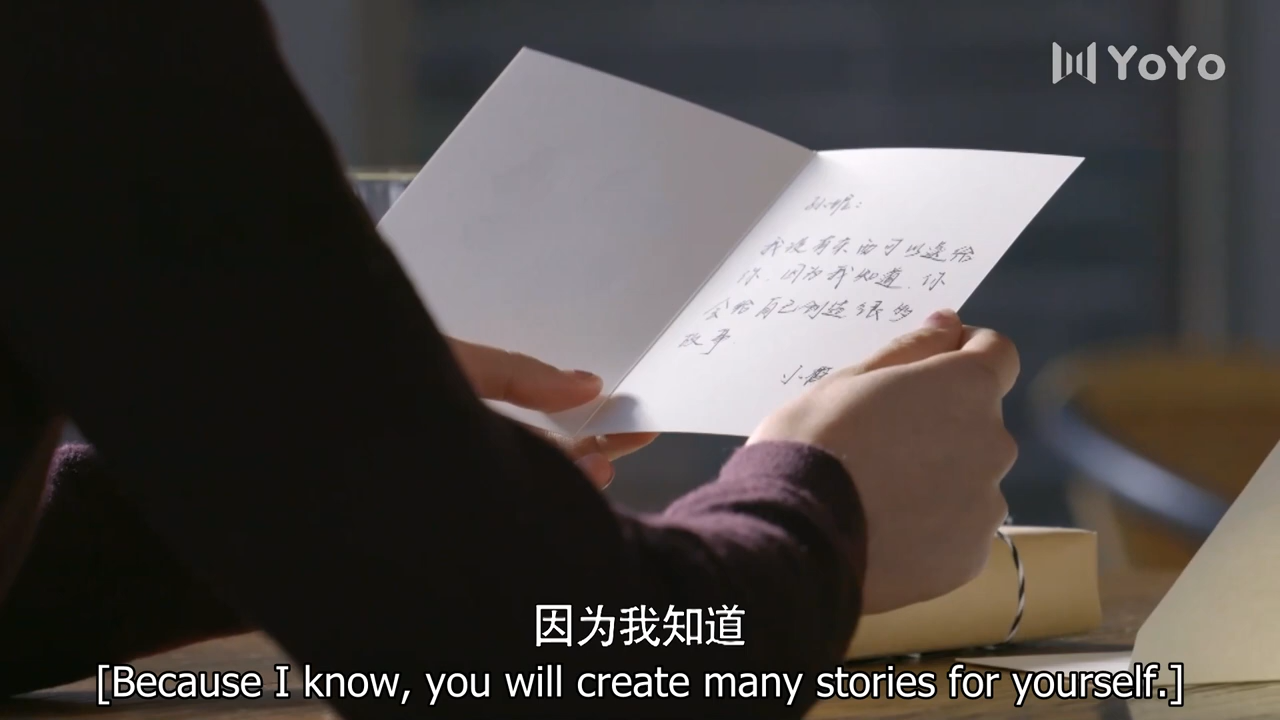 YoYo
我没有东西可以送给
你、因为我知道、你
会给自己创造很多
故事
小
因为我知道
[Because I know, you will create many stories for yourself.]